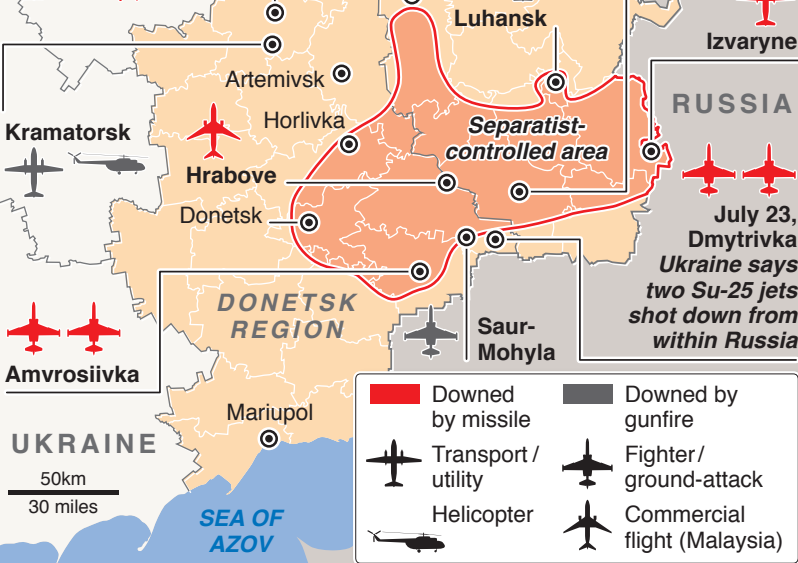 Luhansk
Izvaryne
Artemivsk
RUSSIA
Horlivka
Kramatorsk
Separatist-
controlled area
Hrabove
Donetsk
July 23,
Dmytrivka
Ukraine says
two Su-25 jets
shot down from
within Russia
DONETSK
REGION
Saur-
Mohyla
Amvrosiivka
Mariupol
UKRAINE
50km
30 miles
SEA OF
AZOV
Downed
by missile
Downed by
gunfire
Transport /
utility
Fighter /
ground-attack
Helicopter
Commercial
flight (Malaysia)